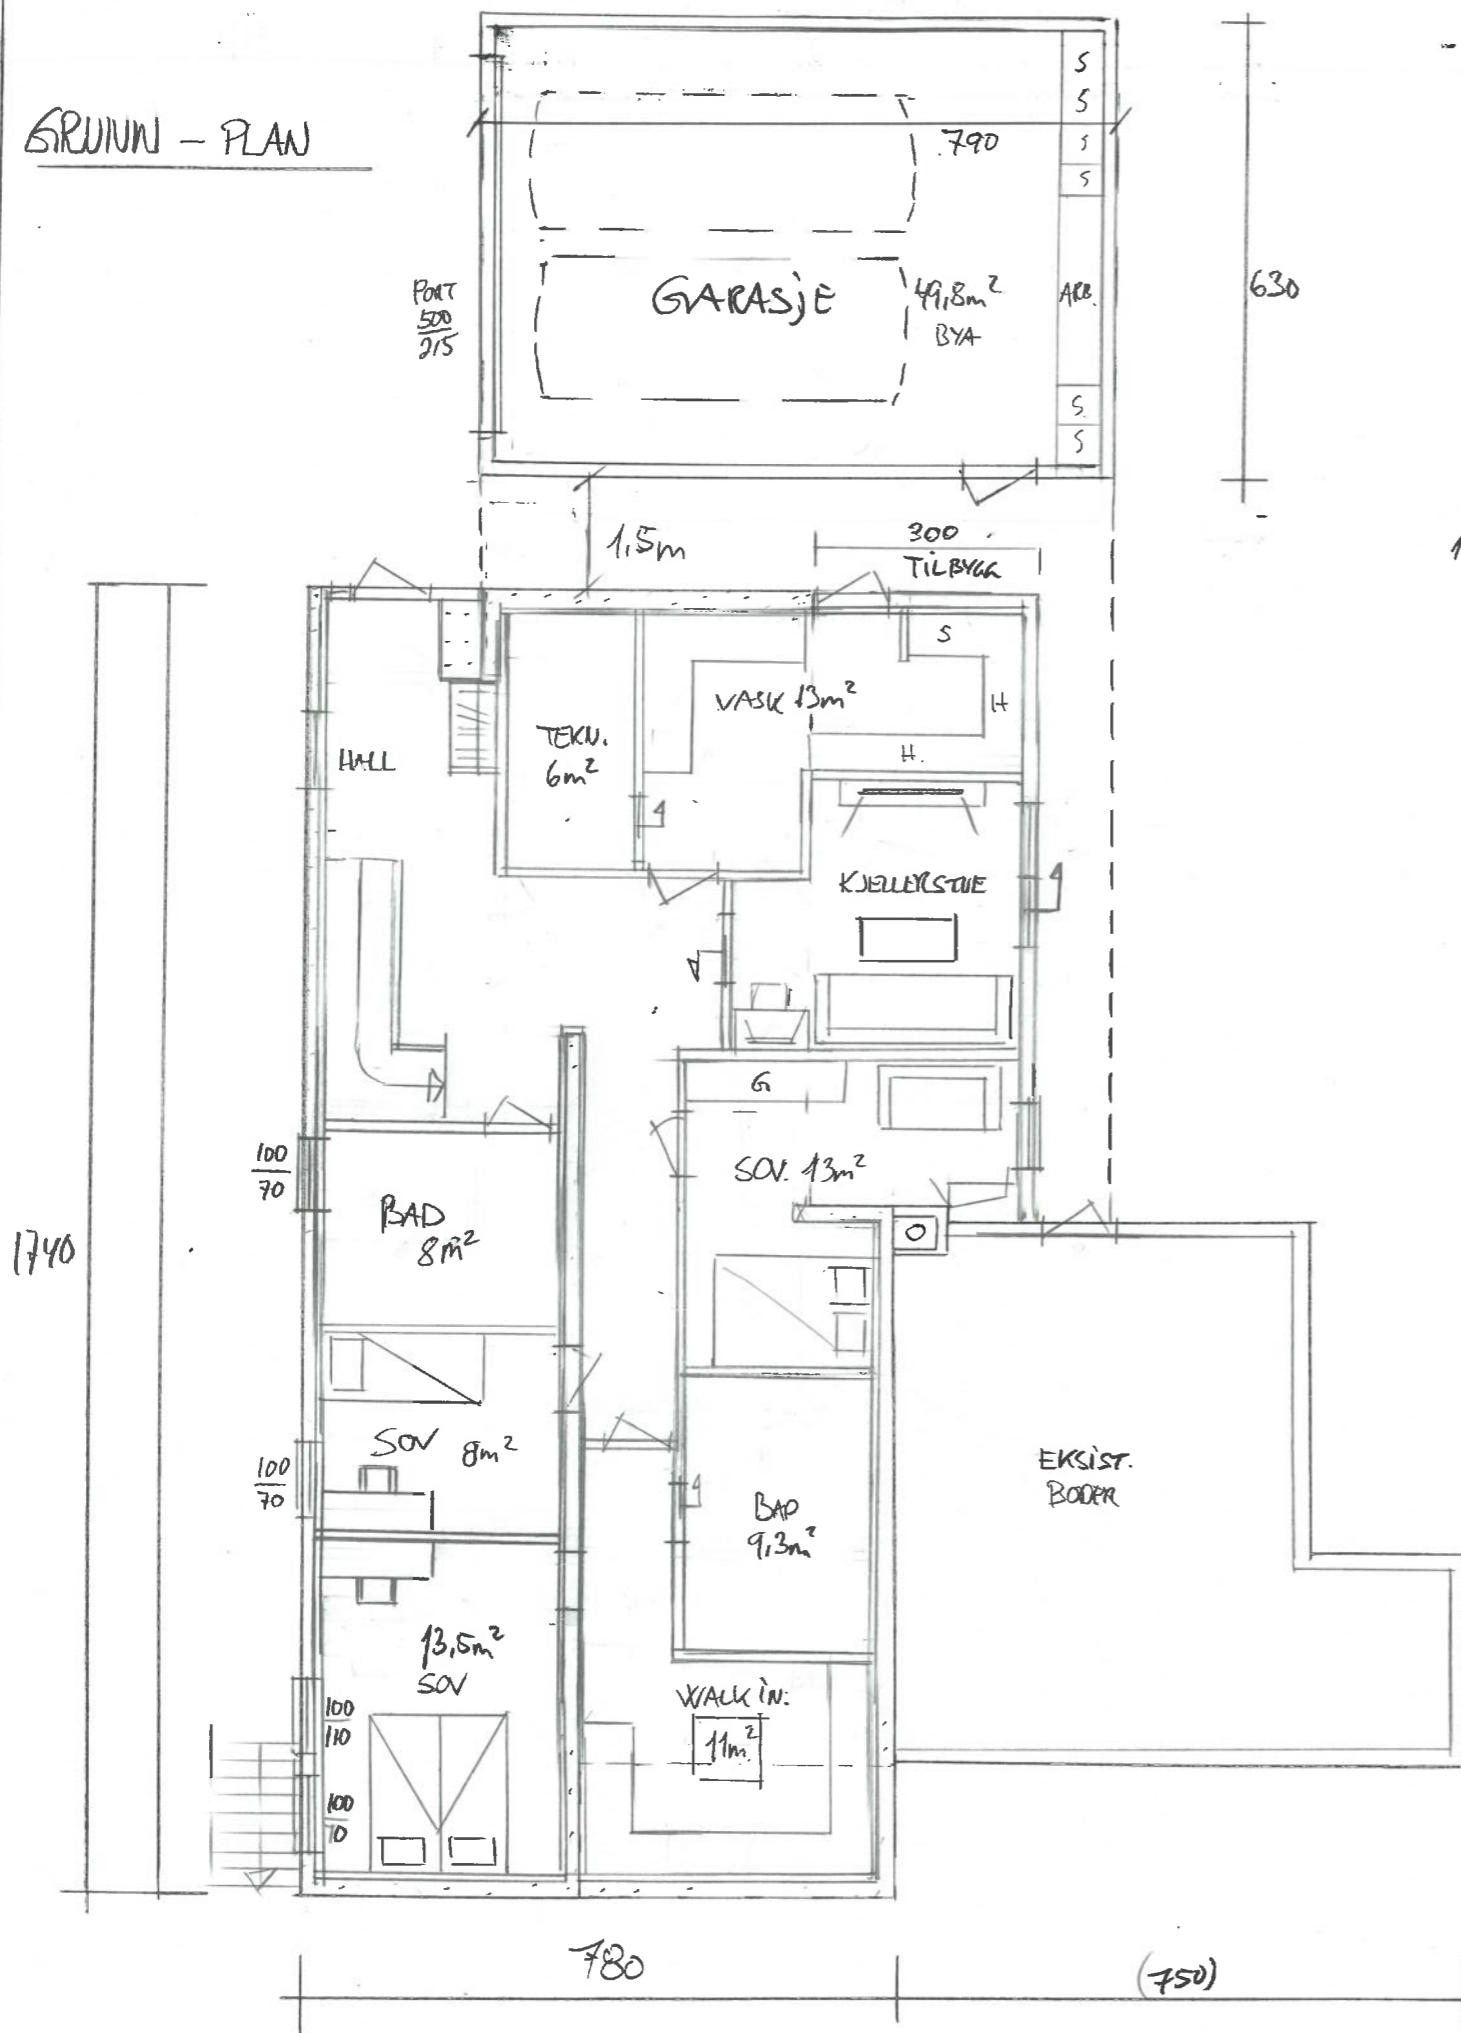 GRUNN - PLAN
S
S
S
S
790
PORT
500
215
GARASJE
49,8m²
BYA
ARB.
630
S
S
1,5m
300
TILBYGG
S
VASK 13m²
H
H.
TEKN.
6m²
HALL
KJELLERSTUE
G
SOV. 13m²
100
70
BAD
8m²
1740
SOV 8m²
100
70
BAD
9,3m²
EKSIST.
BODER
13,5m²
SOV
WALK IN.
11m²
100
110
100
70
780
(750)